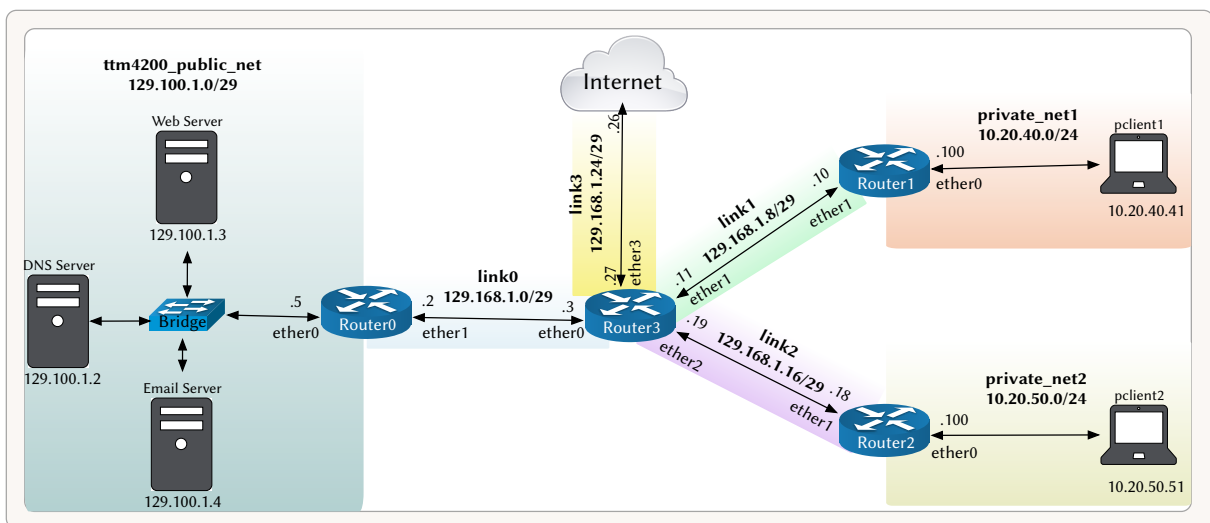 ttm4200_public_net
129.100.1.0/29
Web Server
129.100.1.3
DNS Server
129.100.1.2
Bridge
Email Server
129.100.1.4
.5
ether0
Router0
.2
ether1
link0
129.168.1.0/29
.3
ether0
Router3
Internet
.26
link3
129.168.1.24/29
.27
ether3
.11
ether1
link1
129.168.1.8/29
.10
ether1
Router1
.100
ether0
private_net1
10.20.40.0/24
pclient1
10.20.40.41
.19
ether2
link2
129.168.1.16/29
.18
ether1
Router2
.100
ether0
private_net2
10.20.50.0/24
pclient2
10.20.50.51